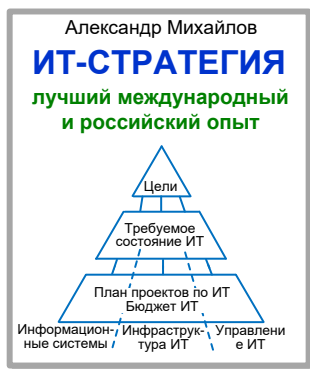 Александр Михайлов
ИТ-СТРАТЕГИЯ
лучший международный
и российский опыт
Цели
Требуемое
состояние ИТ
План проектов по ИТ
Бюджет ИТ
Информацион-
ные системы
Инфраструк-
тура ИТ
Управлени
е ИТ